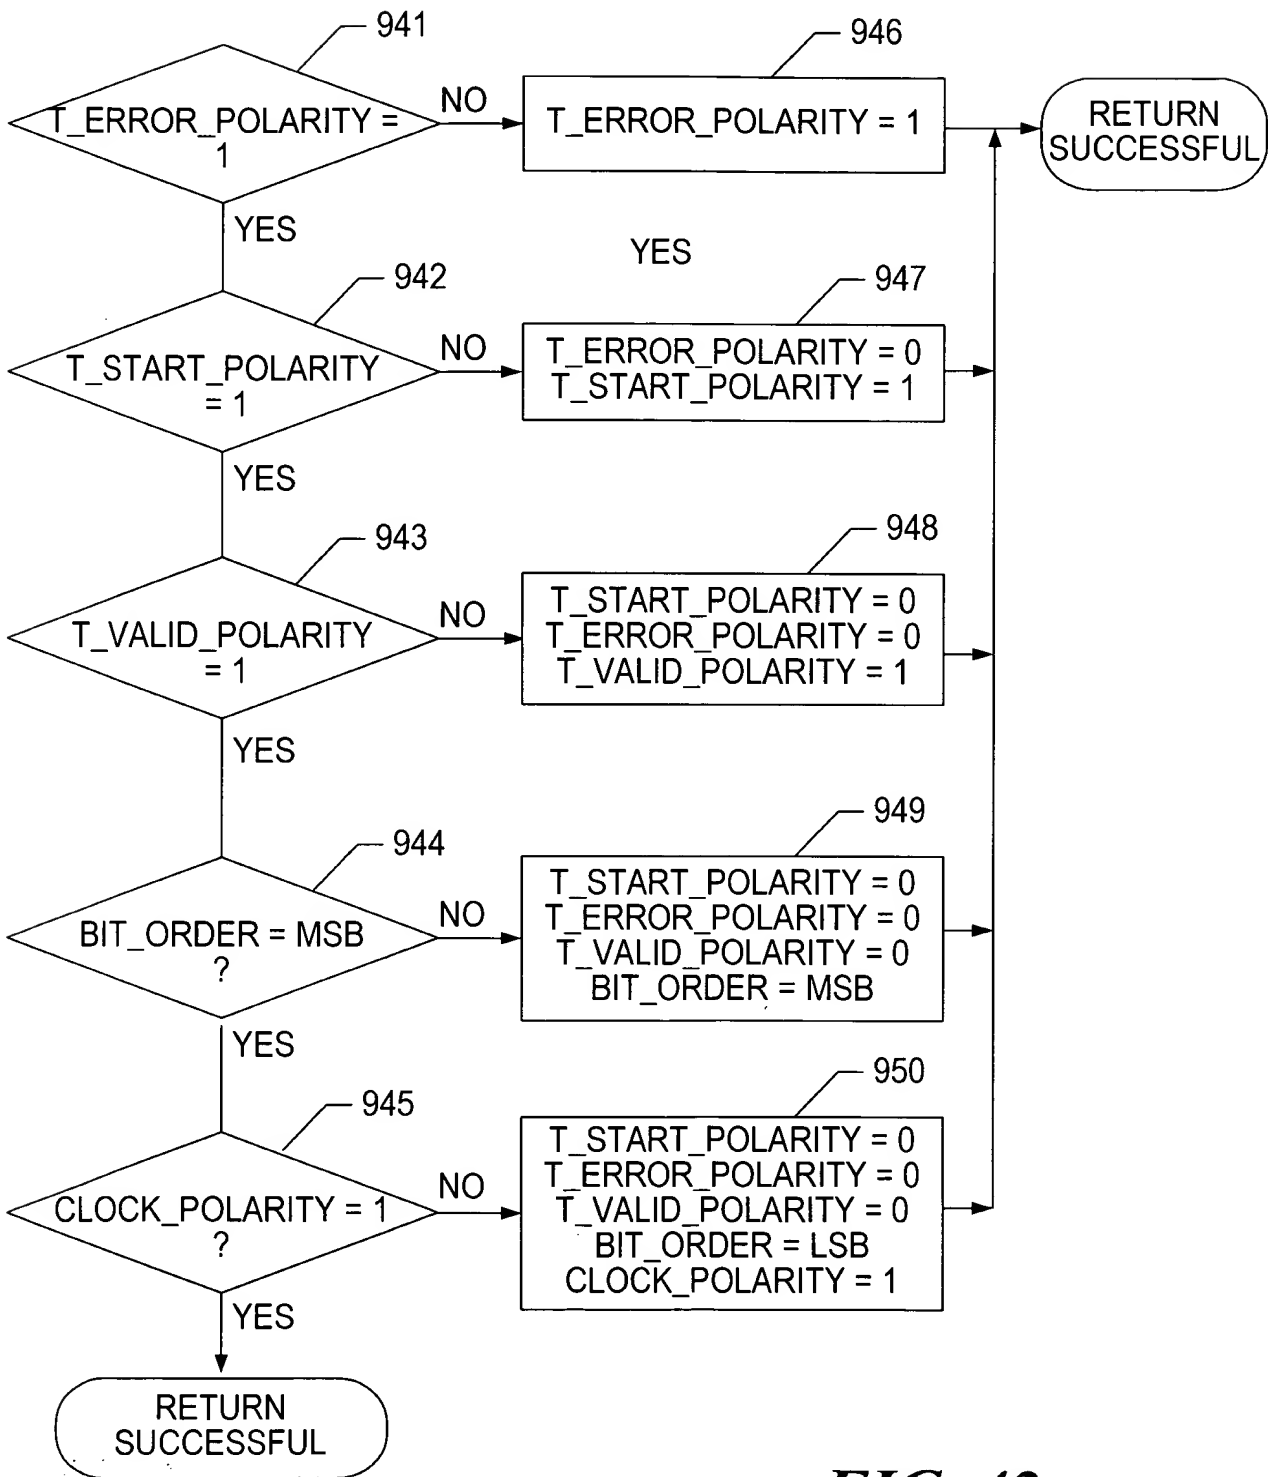 941
T_ERROR_POLARITY =
1
NO
946
T_ERROR_POLARITY = 1
RETURN
SUCCESSFUL
YES
YES
942
T_START_POLARITY
= 1
NO
947
T_ERROR_POLARITY = 0
T_START_POLARITY = 1
YES
943
T_VALID_POLARITY
= 1
NO
948
T_START_POLARITY = 0
T_ERROR_POLARITY = 0
T_VALID_POLARITY = 1
YES
944
BIT_ORDER = MSB
?
NO
949
T_START_POLARITY = 0
T_ERROR_POLARITY = 0
T_VALID_POLARITY = 0
BIT_ORDER = MSB
YES
945
CLOCK_POLARITY = 1
?
NO
950
T_START_POLARITY = 0
T_ERROR_POLARITY = 0
T_VALID_POLARITY = 0
BIT_ORDER = LSB
CLOCK_POLARITY = 1
YES
RETURN
SUCCESSFUL